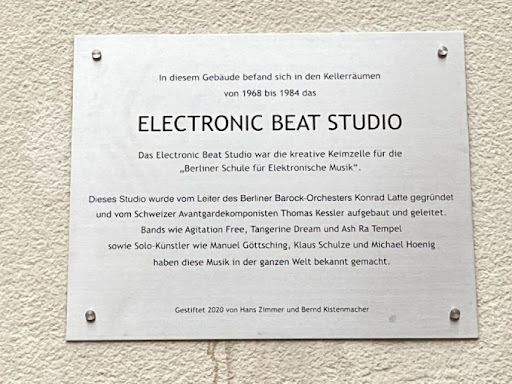 In diesem Gebäude befand sich in den Kellerräumen
von 1968 bis 1984 das
ELECTRONIC BEAT STUDIO
Das Electronic Beat Studio war die kreative Keimzelle für die
„Berliner Schule für Elektronische Musik".
Dieses Studio wurde vom Leiter des Berliner Barock-Orchesters Konrad Latte gegründet
und vom Schweizer Avantgardekomponisten Thomas Kessler aufgebaut und geleitet.
Bands wie Agitation Free, Tangerine Dream und Ash Ra Tempel
sowie Solo-Künstler wie Manuel Göttsching, Klaus Schulze und Michael Hoenig
haben diese Musik in der ganzen Welt bekannt gemacht.
Gestiftet 2020 von Hans Zimmer und Bernd Kistenmacher